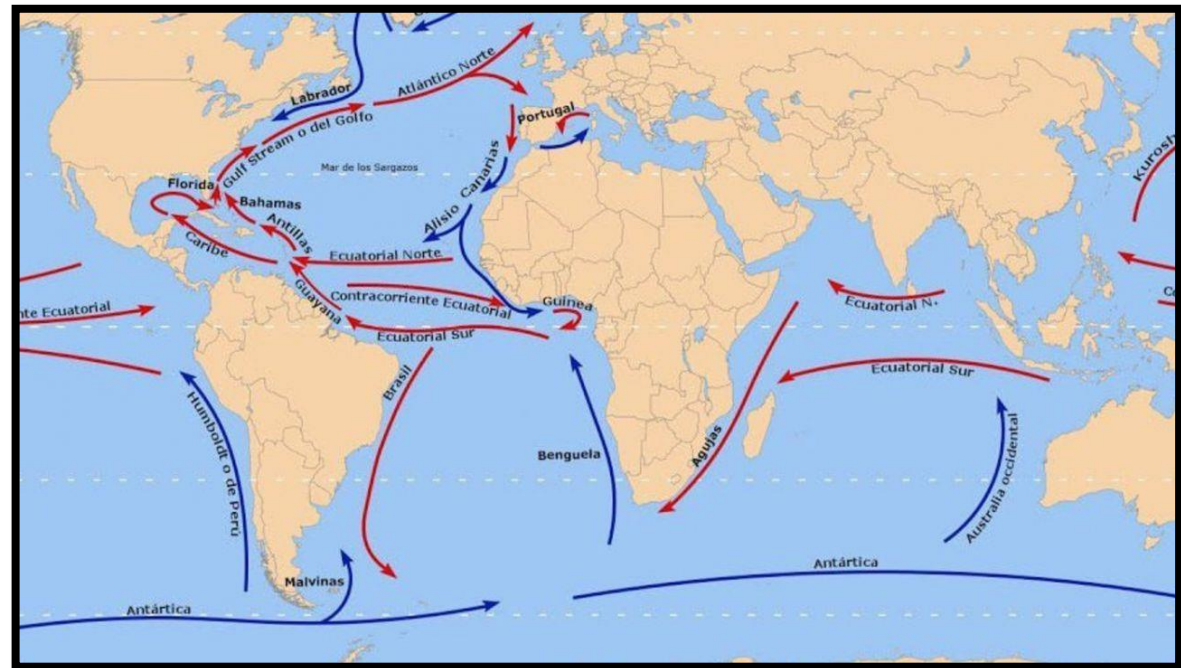 Labrador
Atlántico Norte
Gulf Stream o del Golfo
Portugal
Mar de los Sargazos
Canarias
Alisio
Florida
Bahamas
Antillas
Caribe
Ecuatorial Norte
Guayana
Contracorriente Ecuatorial
Guinea
Ecuatorial Sur
Brasil
nte Ecuatorial
Humboldt o de Perú
Malvinas
Antártica
Benguela
Agujas
Ecuatorial N.
Ecuatorial Sur
Australia occidental
Antártica
Kurosh